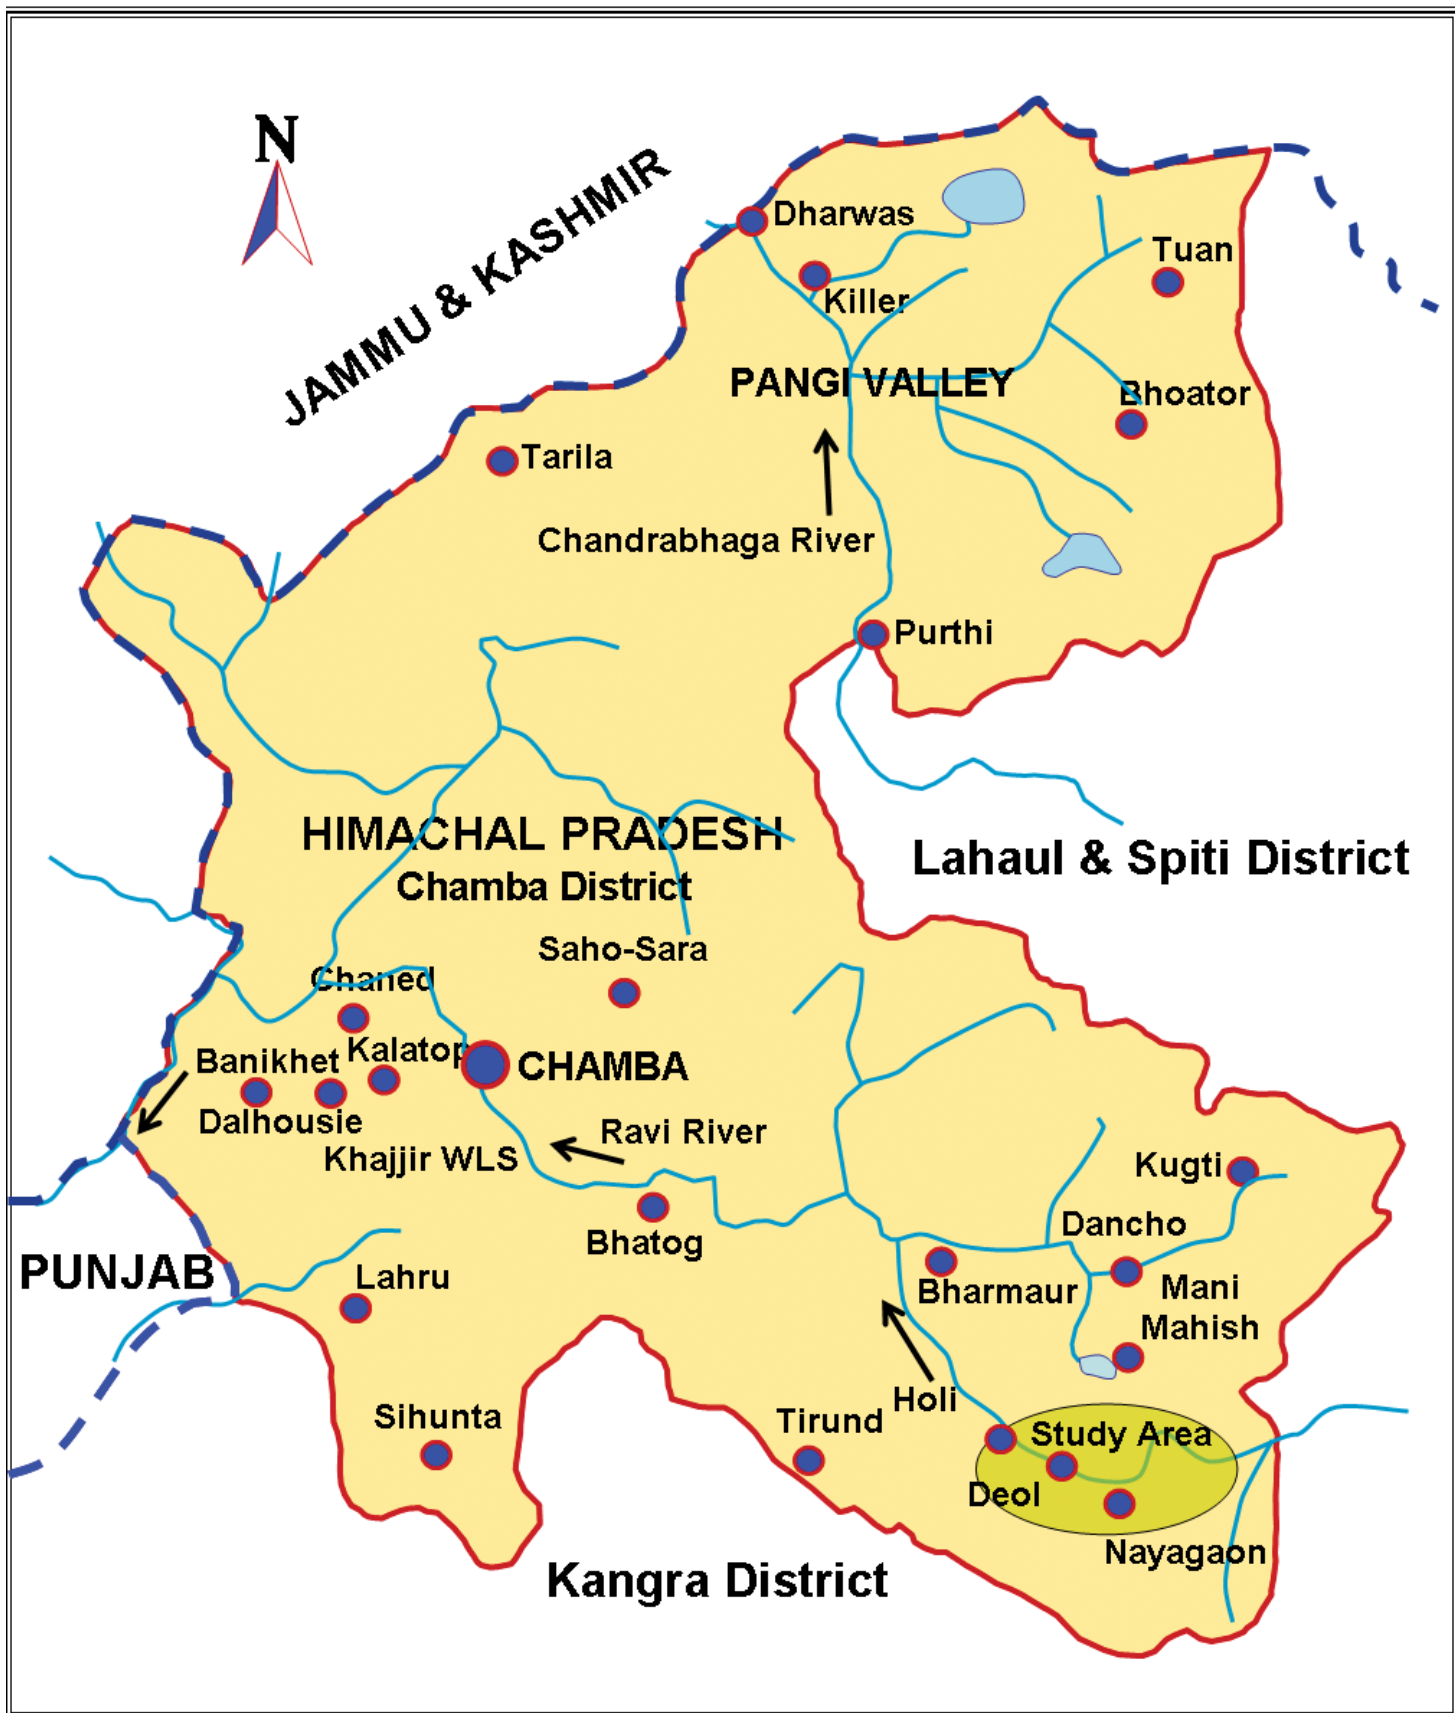 N
JAMMU & KASHMIR
Dharwas
Tuan
Killer
PANGI VALLEY
Bhoator
Tarila
Chandrabhaga River
Purthi
HIMACHAL PRADESH
Chamba District
Lahaul & Spiti District
Saho-Sara
Chaned
Kalatop
Banikhet
CHAMBA
Dalhousie
Ravi River
Khajjir WLS
Kugti
Dancho
Bhatog
PUNJAB
Lahru
Bharmaur
Mani
Mahish
Holi
Sihunta
Tirund
Study Area
Deol
Nayagaon
Kangra District